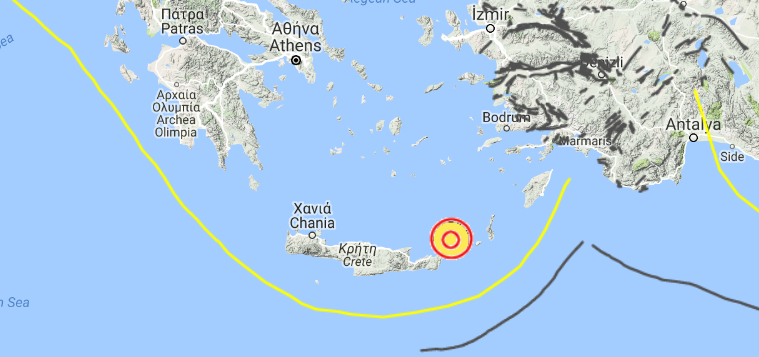 Aegean Sea
Πάτρα
Patras
Αθήνα
Athens
İzmir
ea
Denizli
Αρχαία
Ολυμπία
Archea
Olimpia
Bodrum
Antalya
Marmaris
Side
Χανιά
Chania
Κρήτη
Crete
n Sea